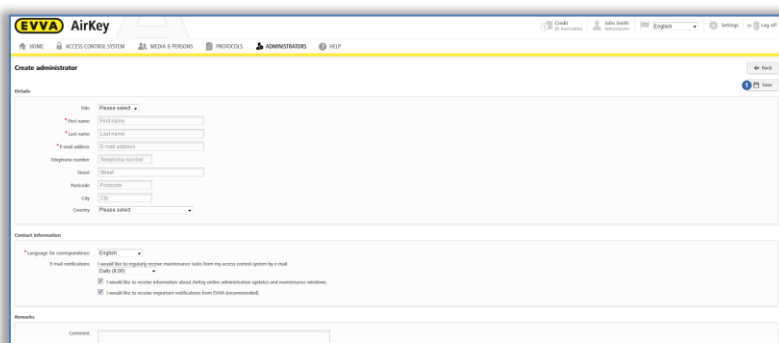 EVVA AirKey
Credit
John Smith
Administrator
English
Settings
Log off
HOME ACCESS CONTROL SYSTEM MEDIA & PERSONS PROTOCOLS ADMINISTRATORS HELP
Create administrator
Back
1 Save
Details
Title Please select
* First name First name
* Last name Last name
* E-mail address E-mail address
Telephone number Telephone number
Street Street
Postcode Postcode
City City
Country Please select
Contact information
* Language for correspondence English
E-mail notifications I would like to regularly receive maintenance tasks from my access control system by e-mail.
Daily (8:00)
I would like to receive information about AirKey online administration updates and maintenance windows.
I would like to receive important notifications from EVVA (recommended).
Remarks
Comment